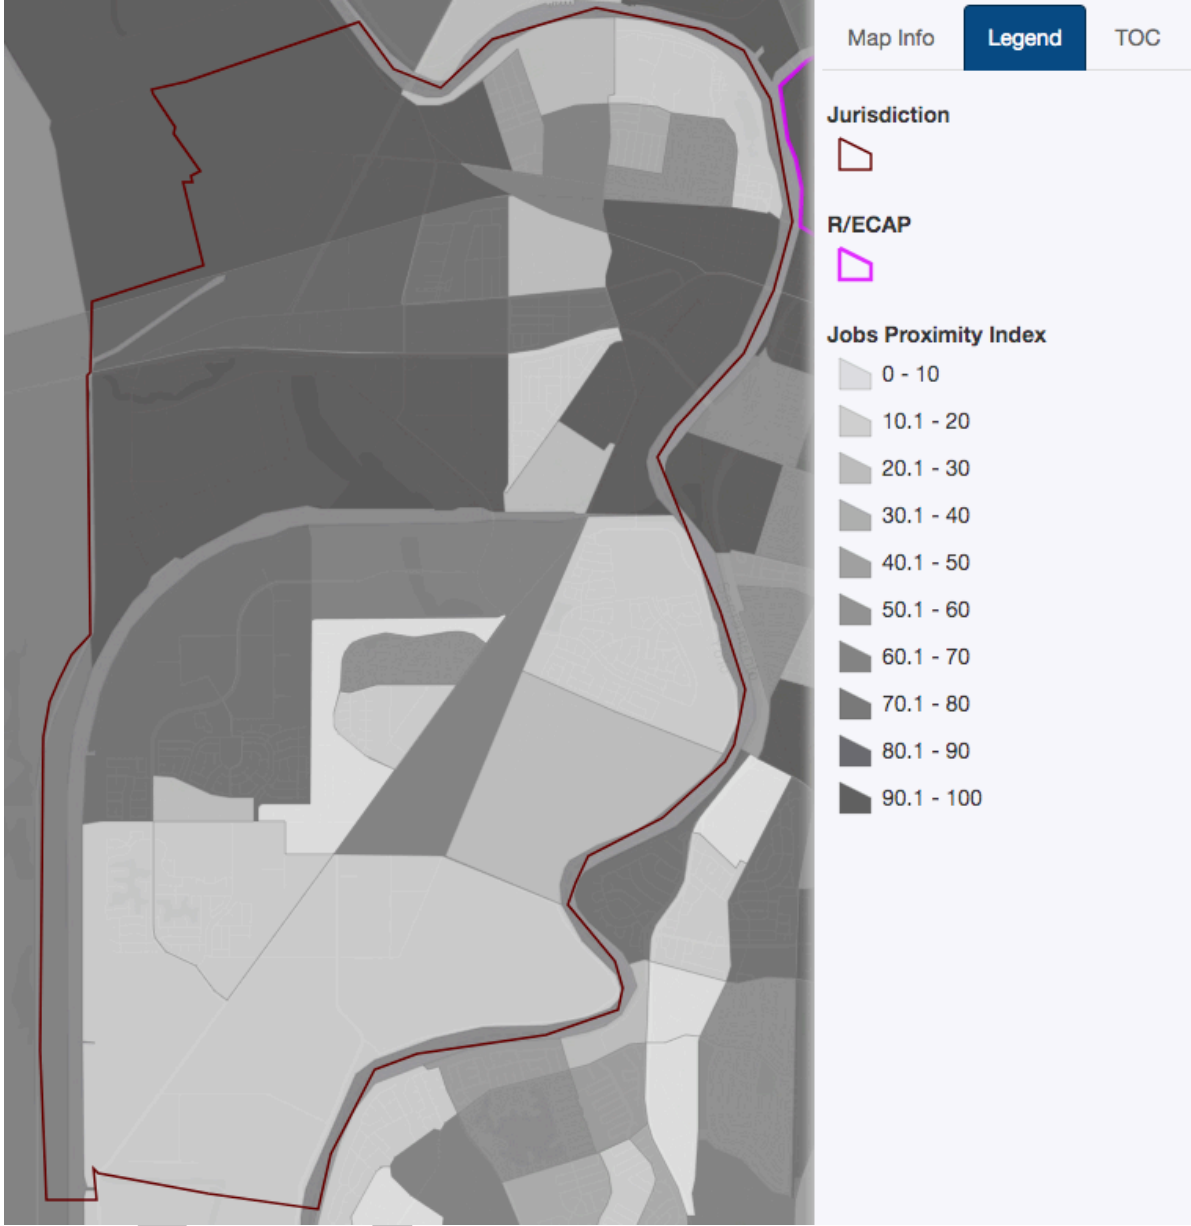 Map Info Legend TOC
Jurisdiction
R/ECAP
Jobs Proximity Index
0 - 10
10.1 - 20
20.1 - 30
30.1 - 40
40.1 - 50
50.1 - 60
60.1 - 70
70.1 - 80
80.1 - 90
90.1 - 100